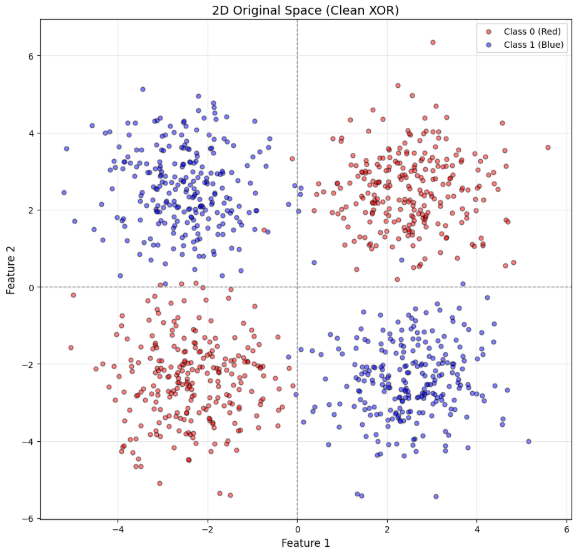 2D Original Space (Clean XOR)
Class 0 (Red)
Class 1 (Blue)
6
4
2
0
−2
−4
−6
Feature 2
−4
−2
0
2
4
6
Feature 1